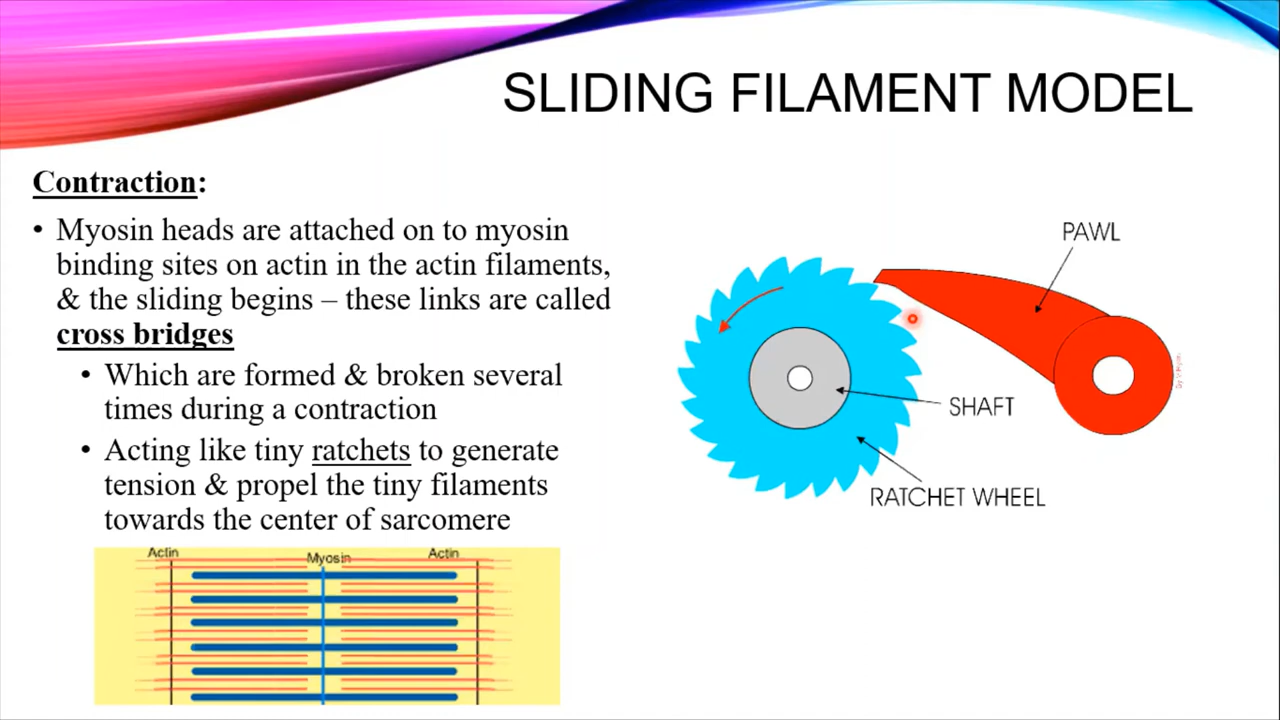 SLIDING FILAMENT MODEL
Contraction:
• Myosin heads are attached on to myosin
binding sites on actin in the actin filaments,
& the sliding begins – these links are called
cross bridges
• Which are formed & broken several
times during a contraction
• Acting like tiny ratchets to generate
tension & propel the tiny filaments
towards the center of sarcomere
Actin
Myosin
Actin
PAWL
SHAFT
RATCHET WHEEL